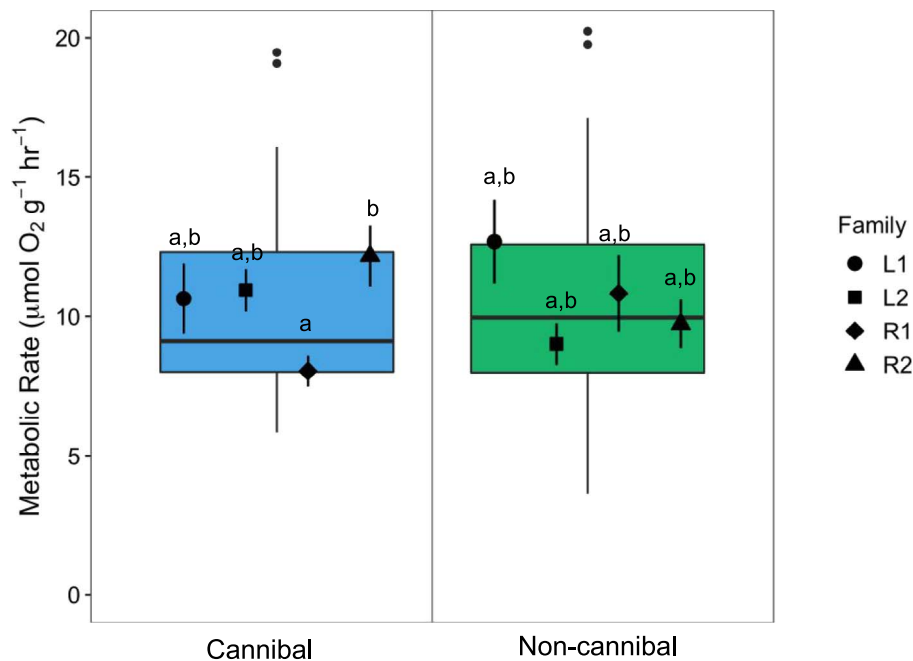 Metabolic Rate (μmol O₂ g⁻¹ hr⁻¹)
20
15
10
5
0
a,b
a,b
a
b
a,b
a,b
a,b
a,b
Cannibal
Non-cannibal
Family
L1
L2
R1
R2